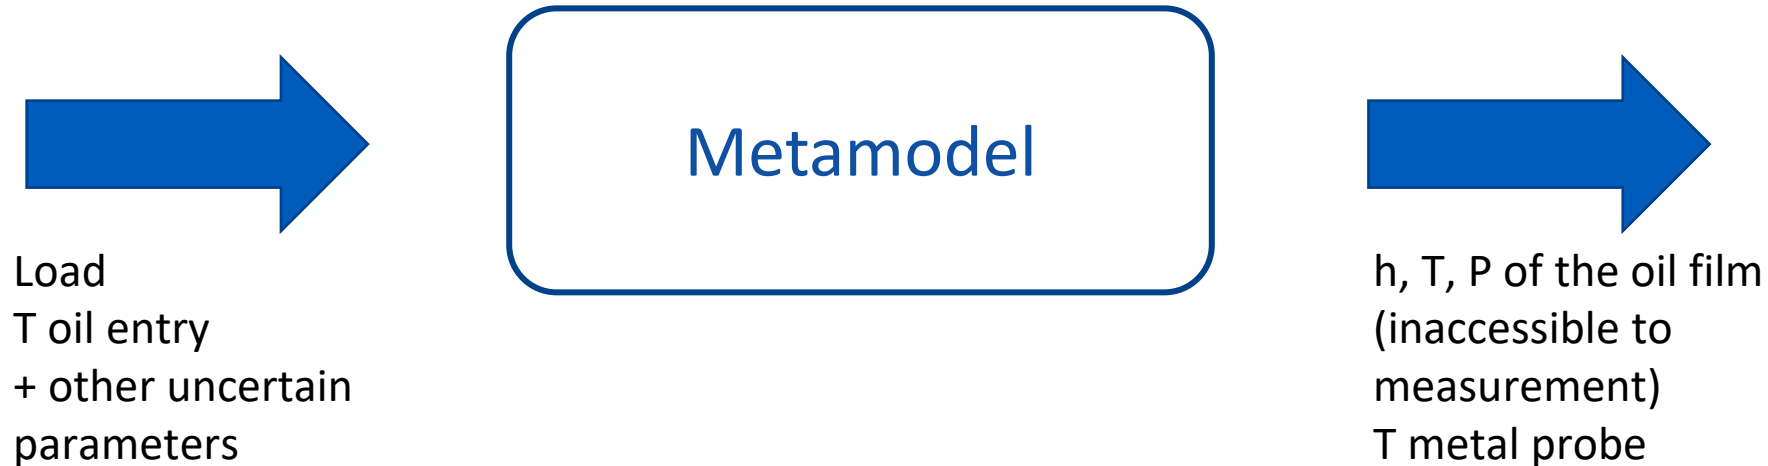 Metamodel
Load
T oil entry
+ other uncertain
parameters
h, T, P of the oil film
(inaccessible to
measurement)
T metal probe